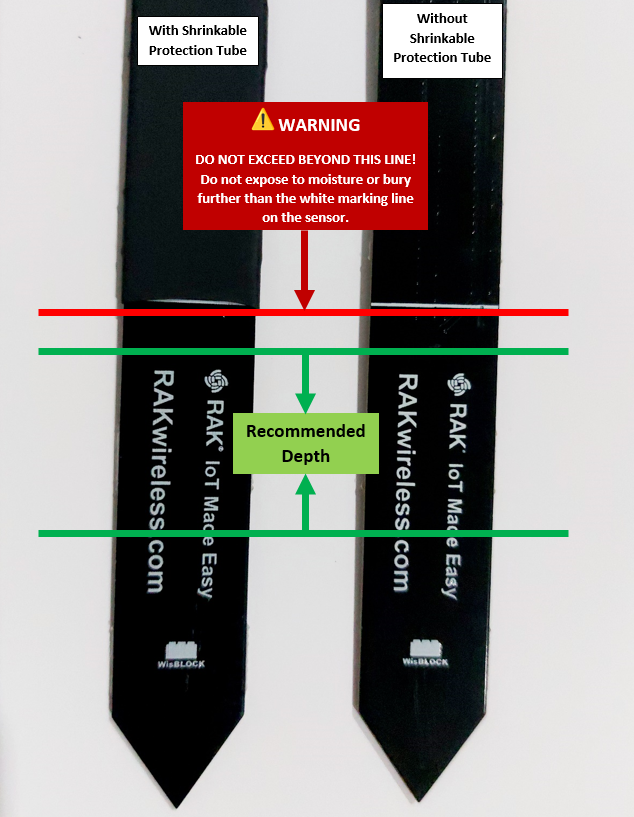 With Shrinkable
Protection Tube
Without
Shrinkable
Protection Tube
⚠ WARNING
DO NOT EXCEED BEYOND THIS LINE!
Do not expose to moisture or bury
further than the white marking line
on the sensor.
Recommended
Depth
RAK® IoT Made Easy
RAKwireless.com
WisBLOCK
RAK® IoT Made Easy
RAKwireless.com
WisBLOCK